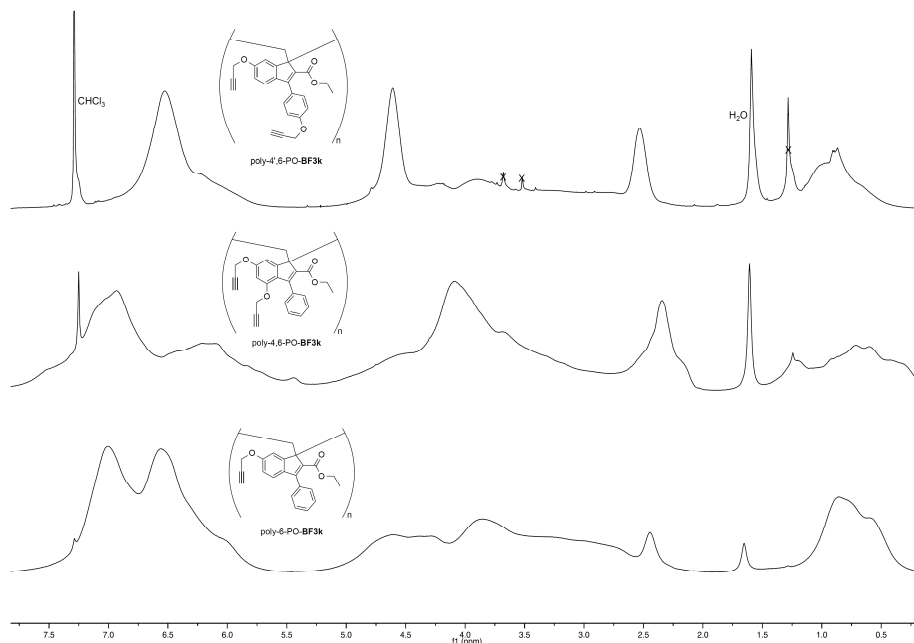 O
O
O
n
O
CHCl3
H2O
poly-4',6-PO-BF3k
O
O
O
O
n
poly-4,6-PO-BF3k
O
O
O
n
poly-6-PO-BF3k
7.5 7.0 6.5 6.0 5.5 5.0 4.5 4.0 3.5 3.0 2.5 2.0 1.5 1.0 0.5
f1 (ppm)